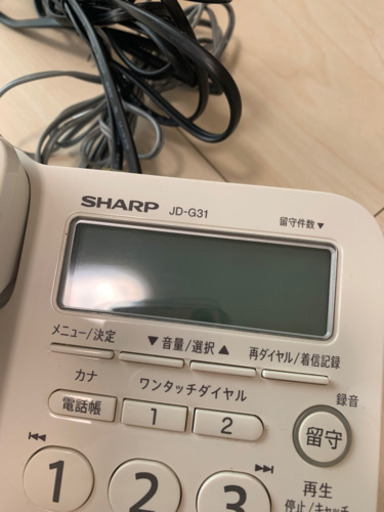 SHARP JD-G31 留守件数▼
メニュー/決定 ▼音量/選択▲ 再ダイヤル/着信記録
カナ ワンタッチダイヤル 録音
電話帳 1 2 留守
⏮ ⏭ 再生
1 2 3 停止/キャッチ